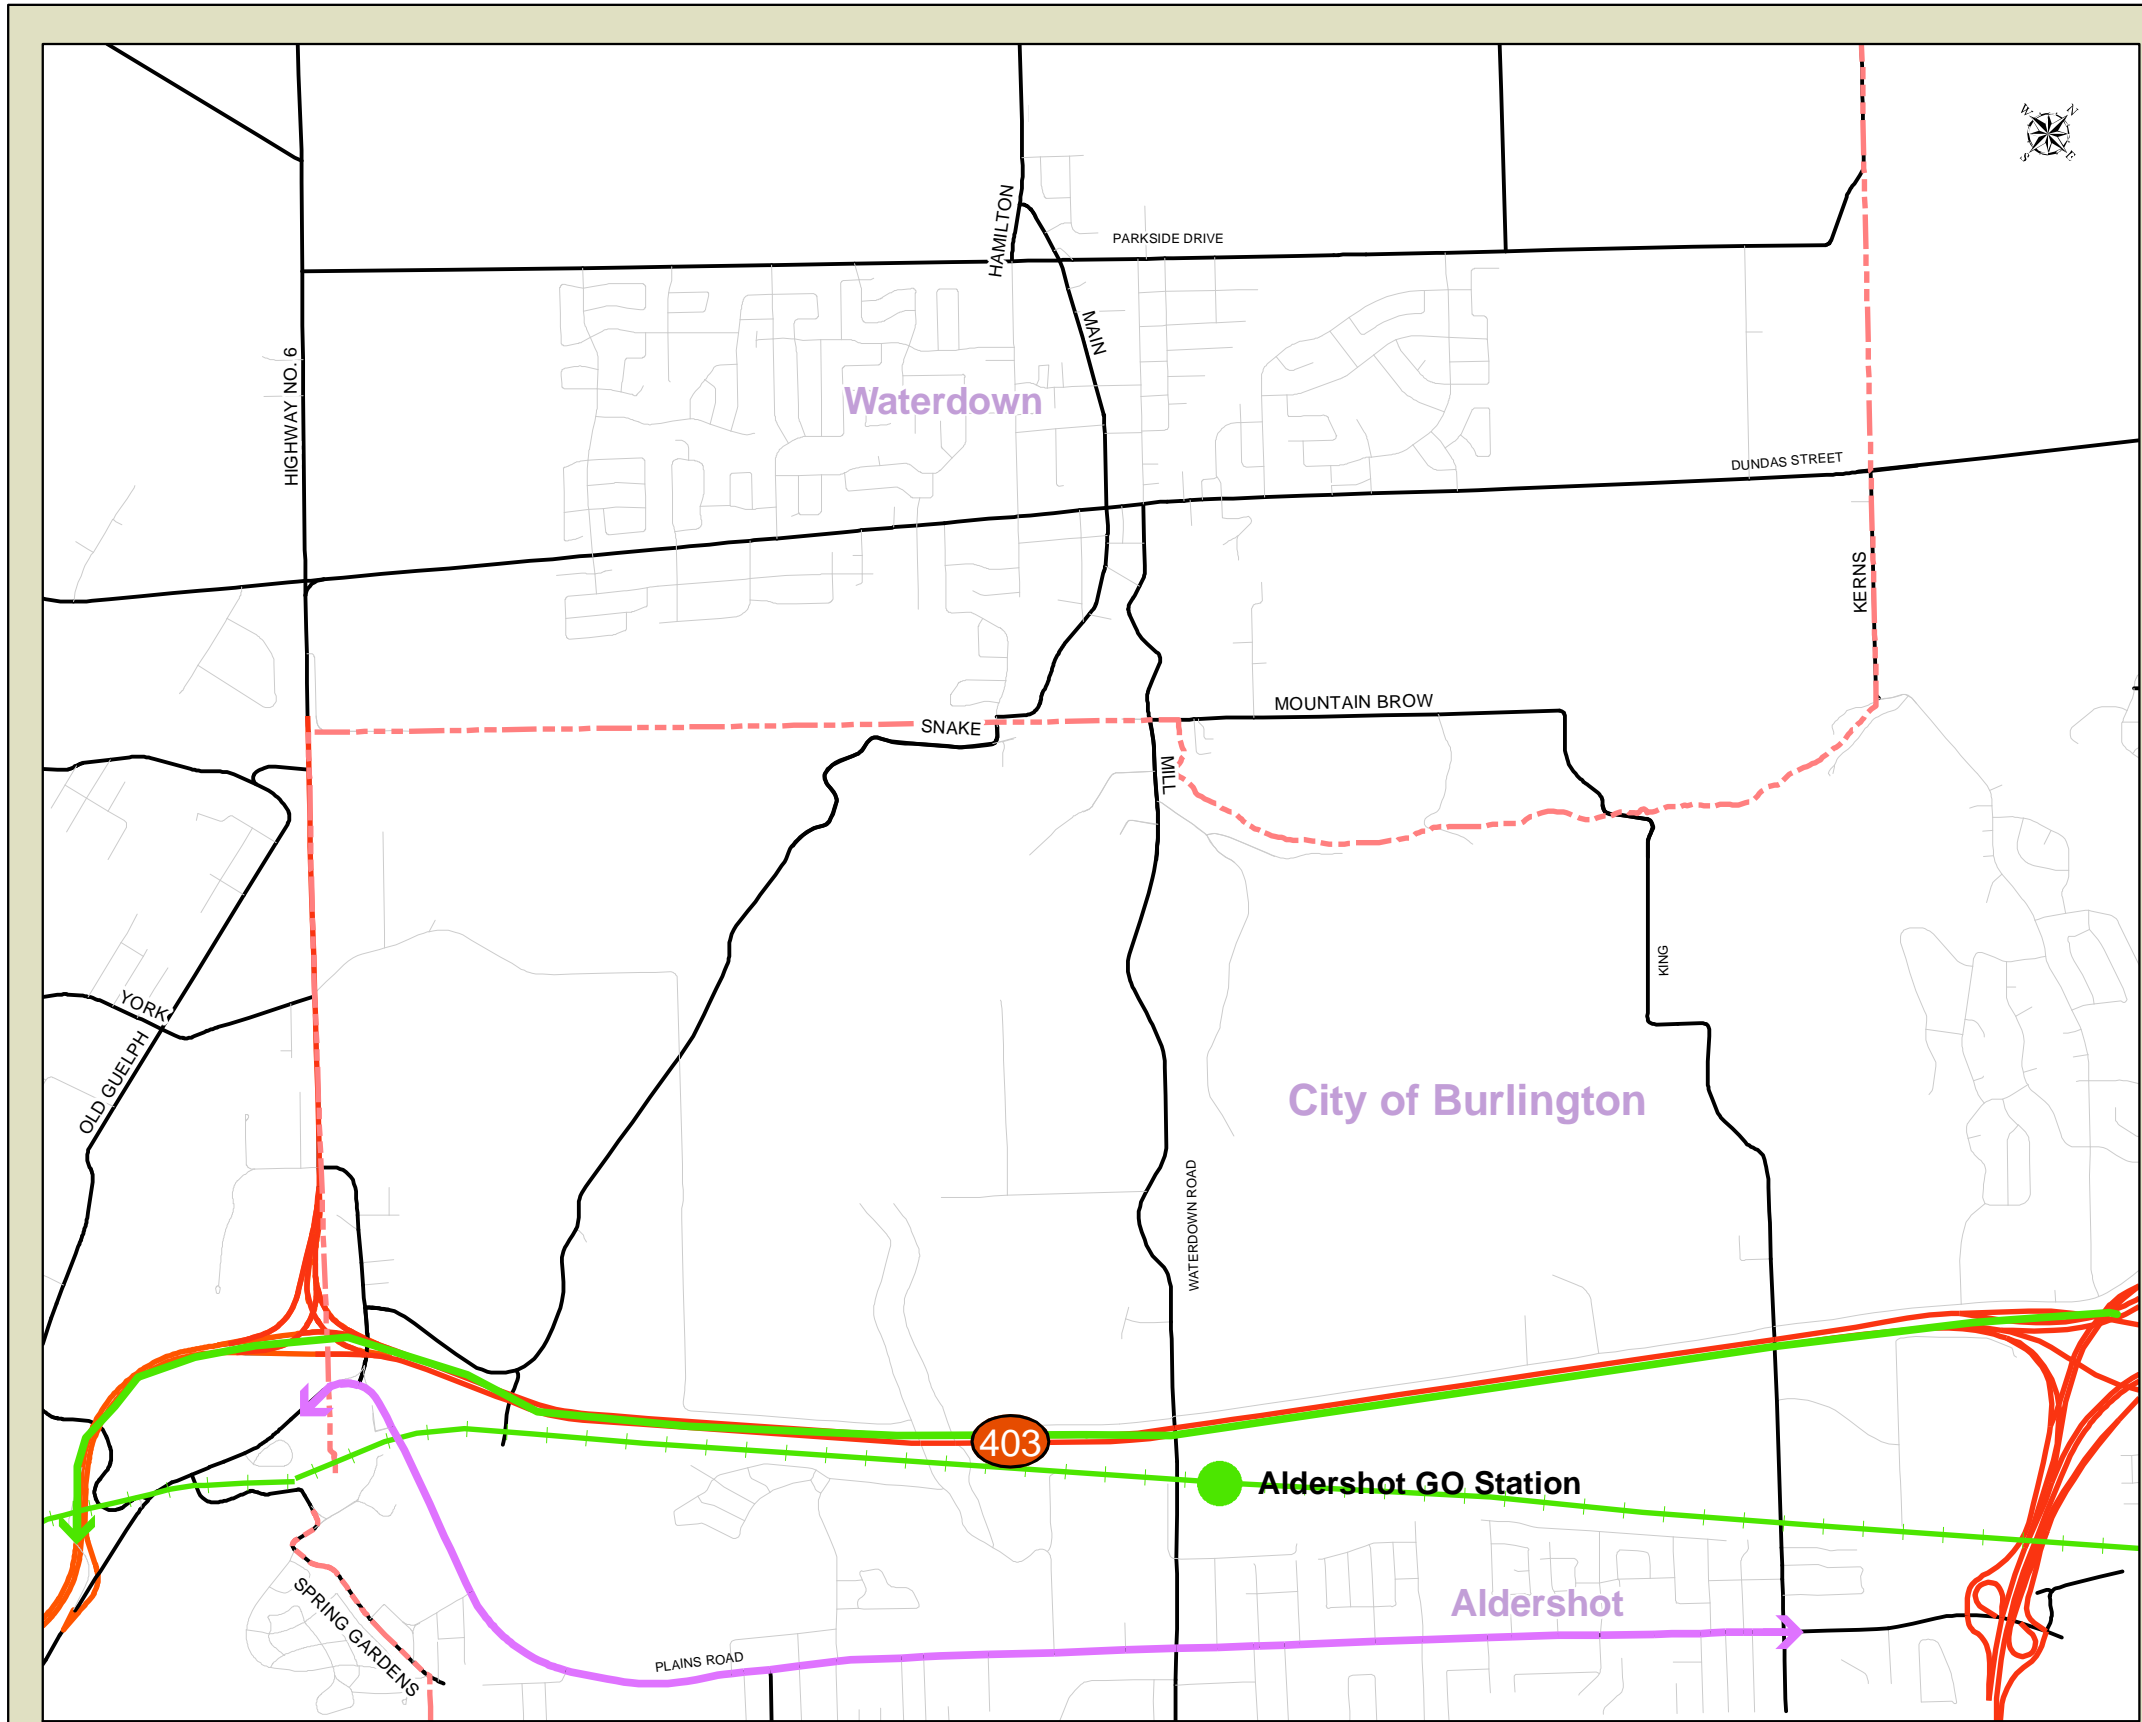 W N
S E
HAMILTON
PARKSIDE DRIVE
MAIN
HIGHWAY NO. 6
Waterdown
DUNDAS STREET
KERNS
SNAKE
MOUNTAIN BROW
MILL
KING
YORK
OLD GUELPH
City of Burlington
WATERDOWN ROAD
403
Aldershot GO Station
SPRING GARDENS
Aldershot
PLAINS ROAD